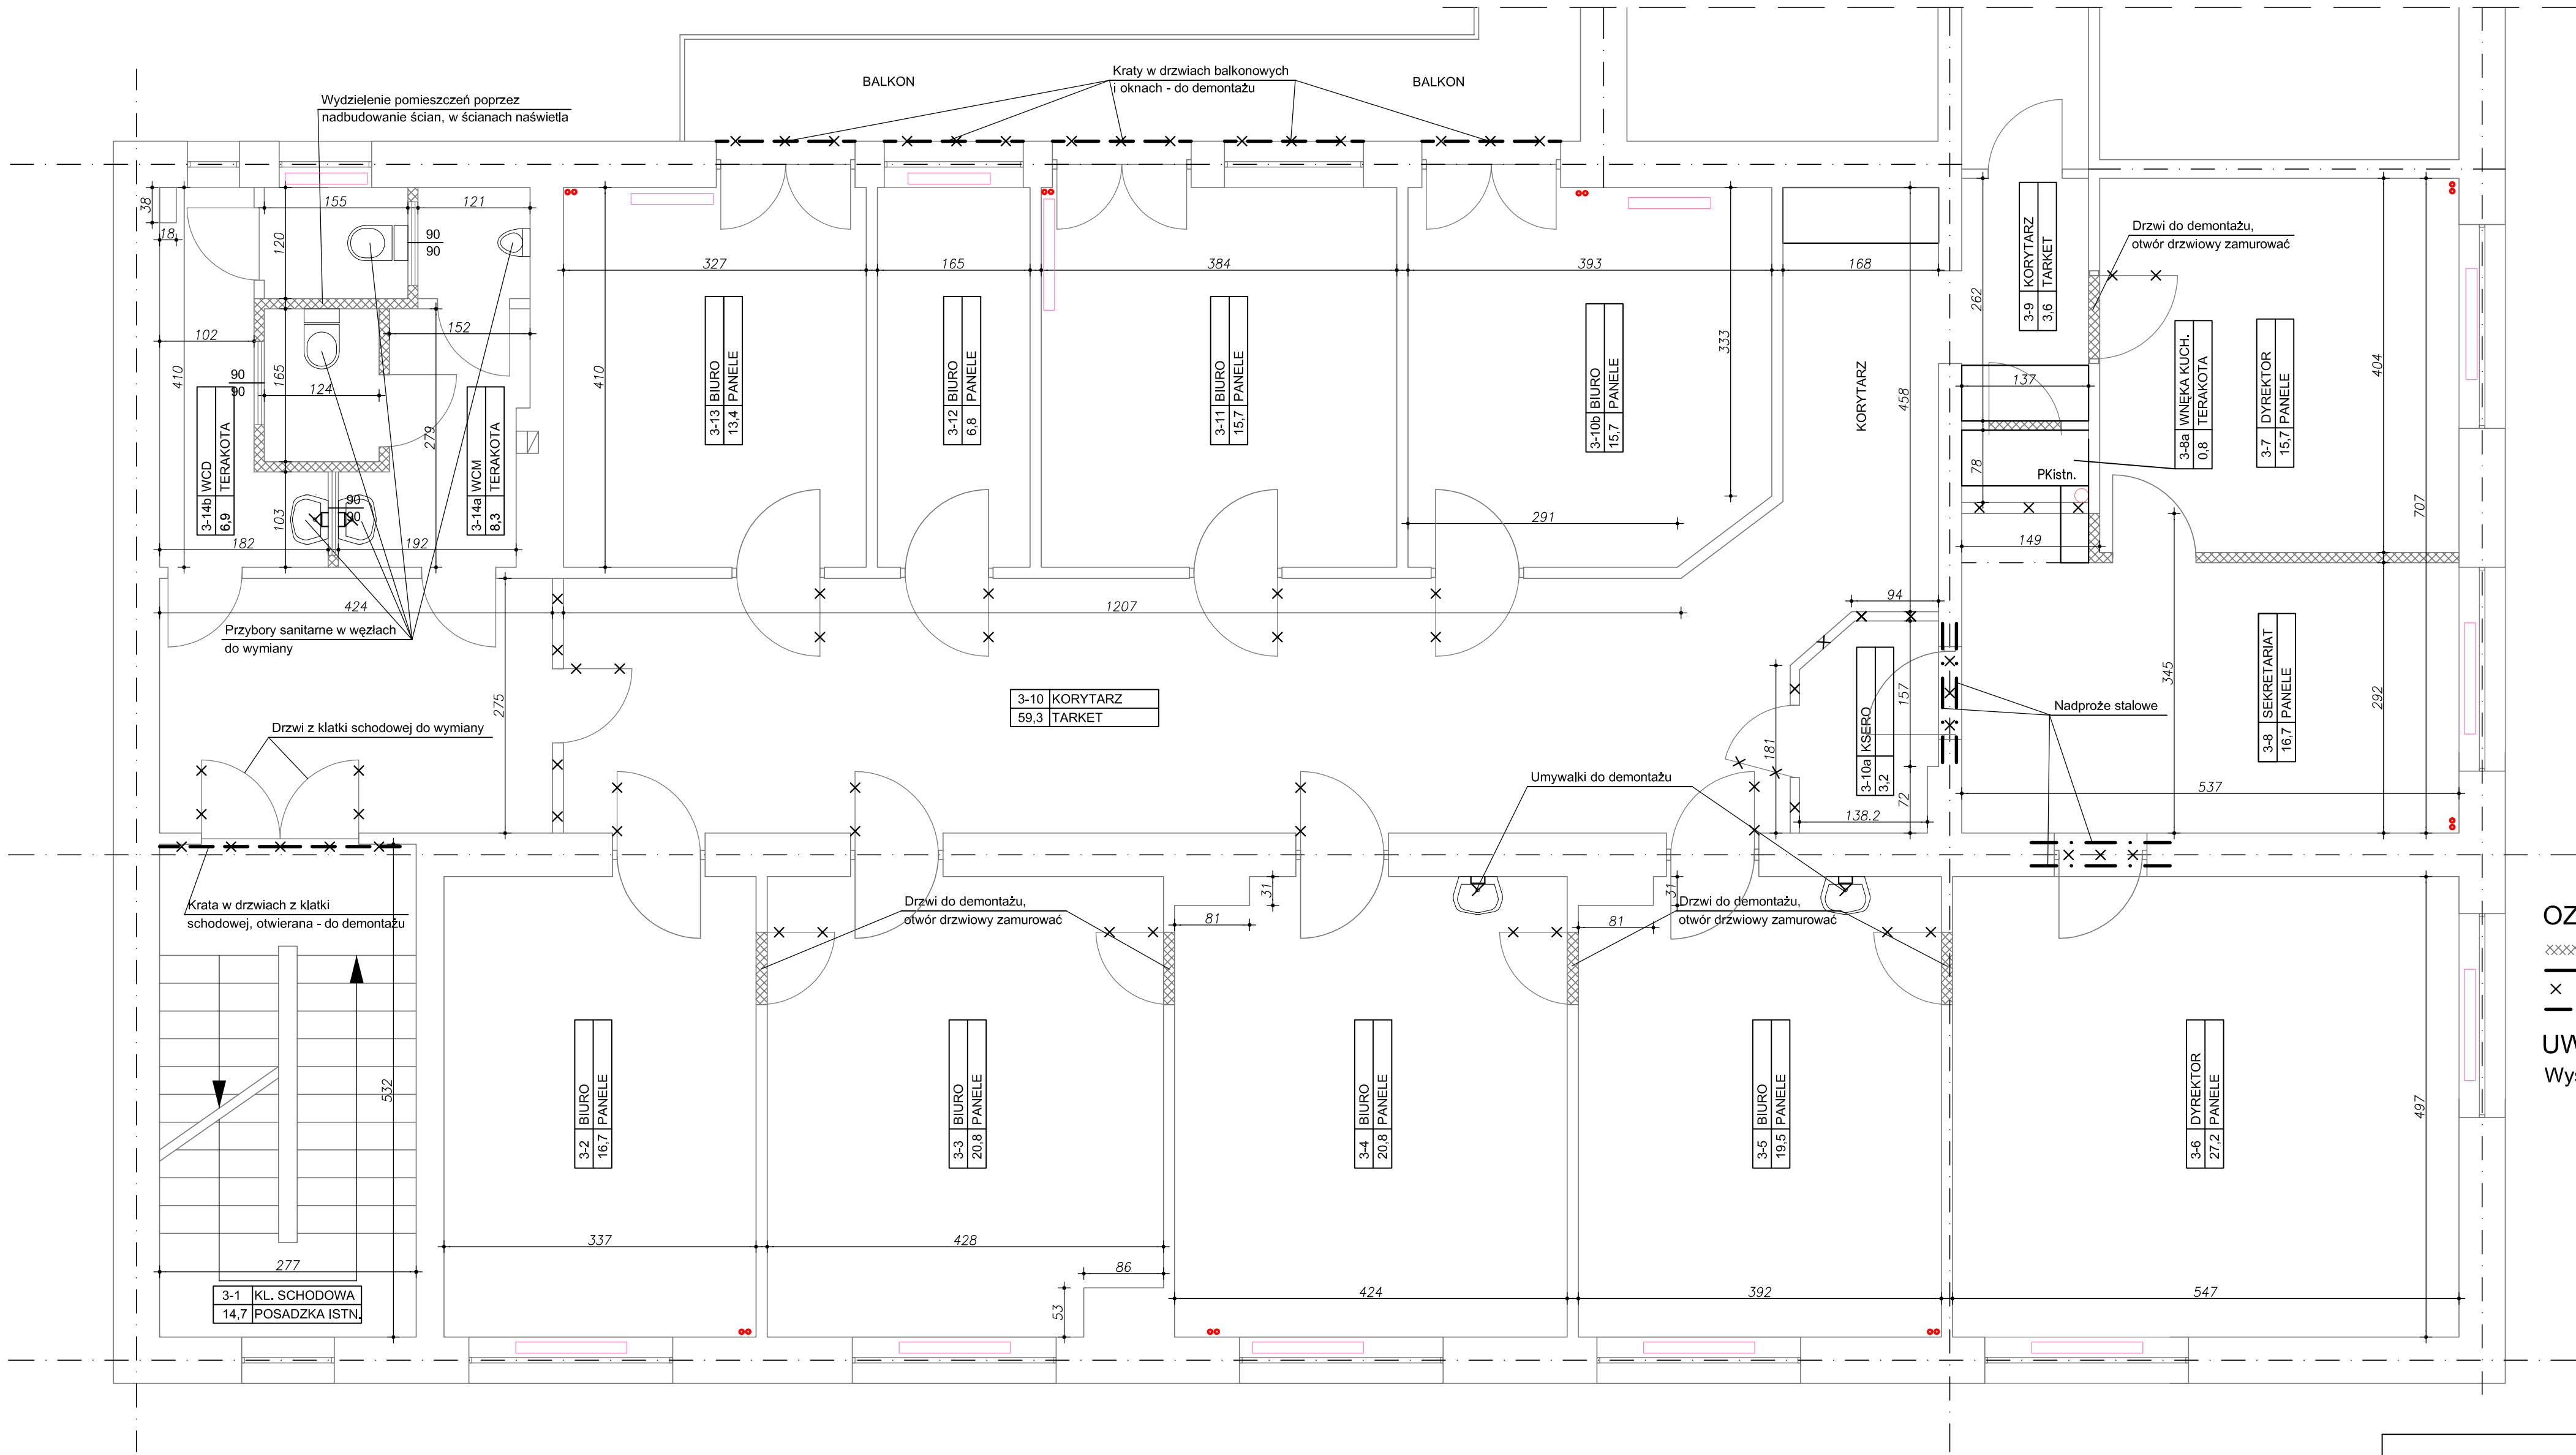 BALKON
Kraty w drzwiach balkonowych
i oknach - do demontażu
BALKON
Wydzielenie pomieszczeń poprzez
nadbudowanie ścian, w ścianach naświetla
38
18
155
121
120
90
90
102
410
165
124
152
90
90
279
103
90
90
182
192
3-14b WCD
6,9 TERAKOTA
3-14a WCM
8,3 TERAKOTA
327
165
384
393
168
410
333
458
291
3-13 BIURO
13,4 PANELE
3-12 BIURO
6,8 PANELE
3-11 BIURO
15,7 PANELE
3-10b BIURO
15,7 PANELE
KORYTARZ
262
3-9 KORYTARZ
3,6 TARKET
Drzwi do demontażu,
otwór drzwiowy zamurować
137
78
PKistn.
149
3-8a WNĘKA KUCH.
0,8 TERAKOTA
3-7 DYREKTOR
15,7 PANELE
404
707
424
1207
94
Przybory sanitarne w węzłach
do wymiany
275
3-10 KORYTARZ
59,3 TARKET
Drzwi z klatki schodowej do wymiany
181
157
72
3-10a KSERO
3,2
138.2
Nadproże stalowe
345
292
3-8 SEKRETARIAT
16,7 PANELE
537
Umywalki do demontażu
Krata w drzwiach z klatki
schodowej, otwierana - do demontażu
Drzwi do demontażu,
otwór drzwiowy zamurować
31
81
Drzwi do demontażu,
otwór drzwiowy zamurować
31
81
OZ
UW
Wys
532
3-2 BIURO
16,7 PANELE
3-3 BIURO
20,8 PANELE
3-4 BIURO
20,8 PANELE
3-5 BIURO
19,5 PANELE
3-6 DYREKTOR
27,2 PANELE
497
337
428
86
53
424
392
547
277
3-1 KL. SCHODOWA
14,7 POSADZKA ISTN.